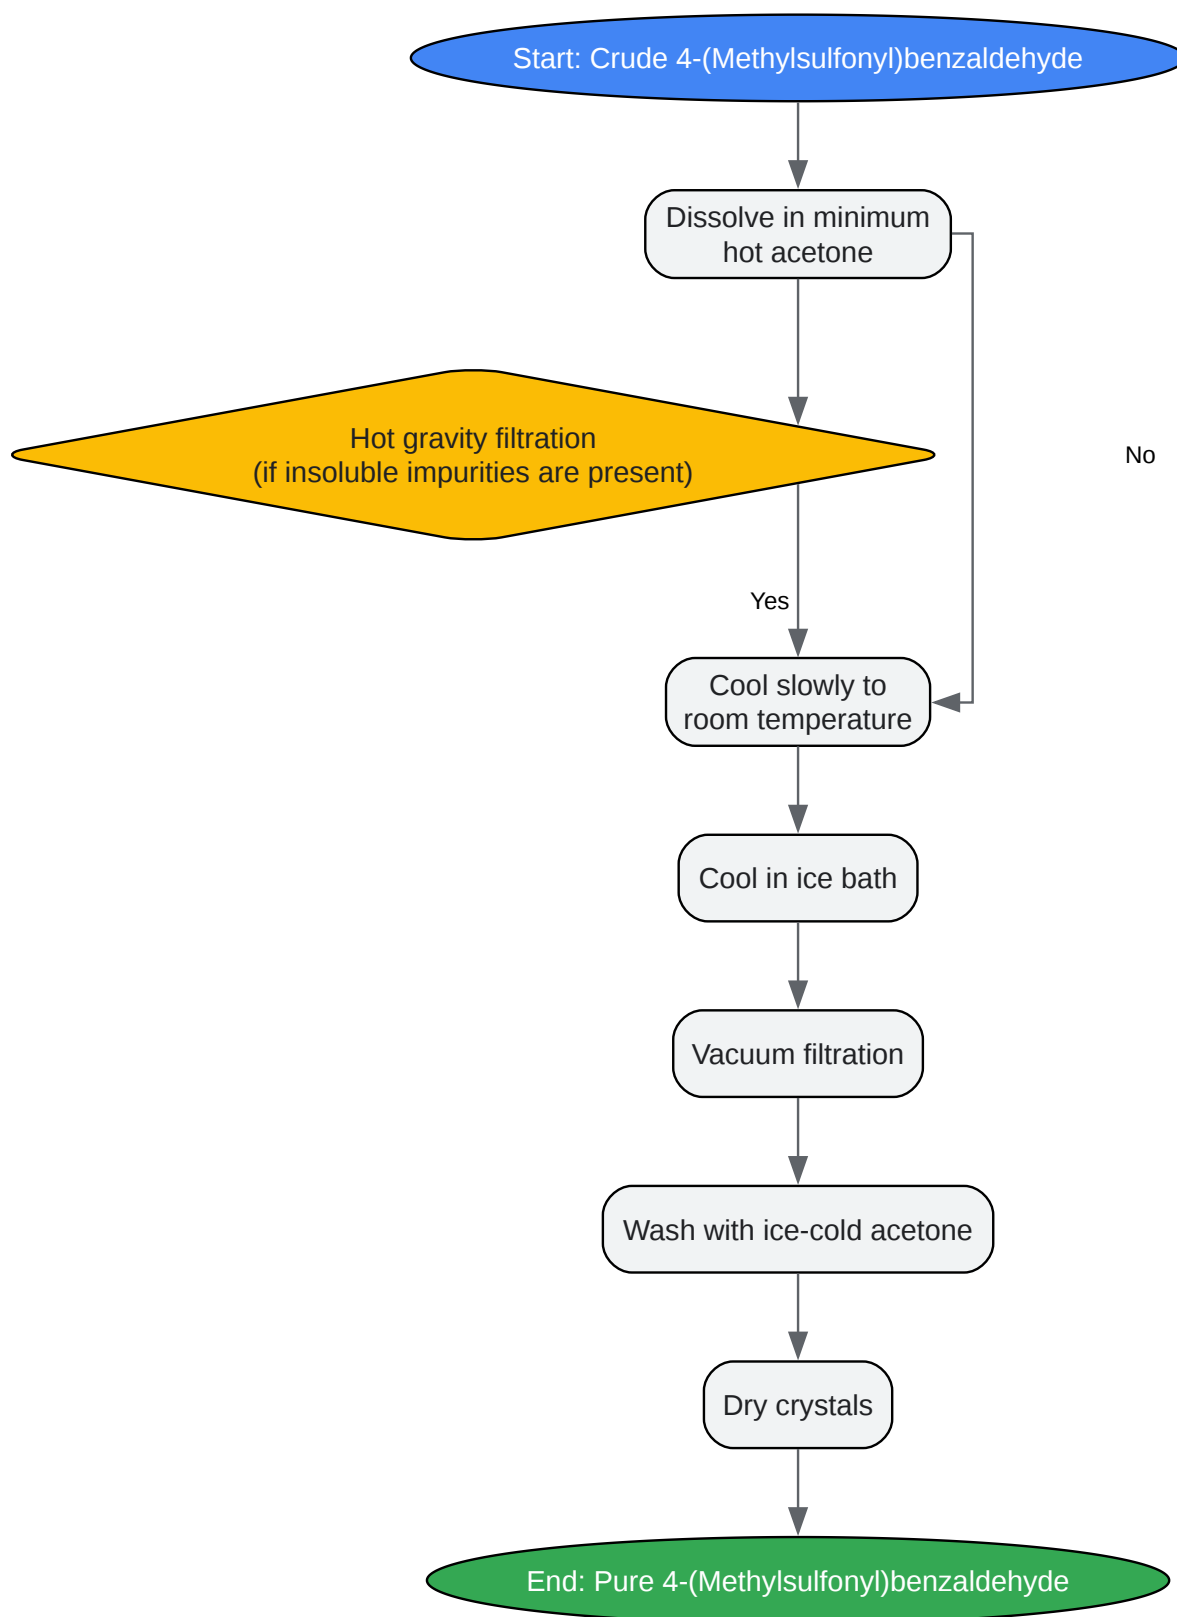 Start: Crude 4-(Methylsulfonyl)benzaldehyde
Dissolve in minimum
hot acetone
Hot gravity filtration
(if insoluble impurities are present)
No
Yes
Cool slowly to
room temperature
Cool in ice bath
Vacuum filtration
Wash with ice-cold acetone
Dry crystals
End: Pure 4-(Methylsulfonyl)benzaldehyde